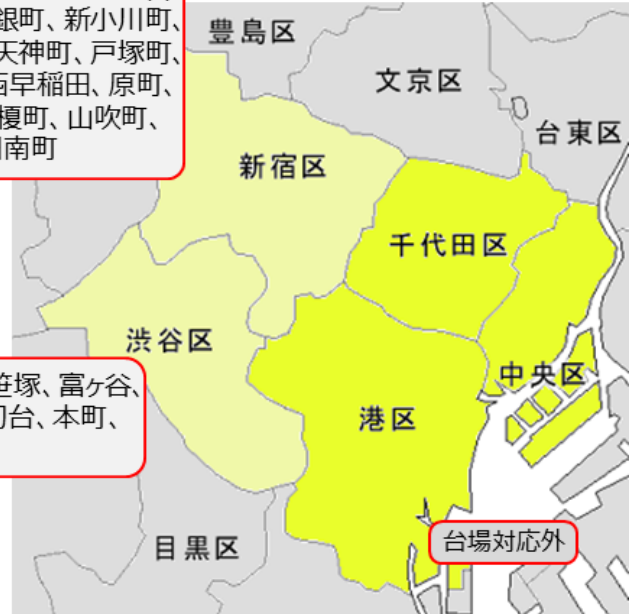 銀町、新小川町、
天神町、戸塚町、
西早稲田、原町、
榎町、山吹町、
南町
豊島区
文京区
台東区
新宿区
千代田区
渋谷区
中央区
笹塚、富ヶ谷、
台、本町、
港区
目黒区
台場対応外